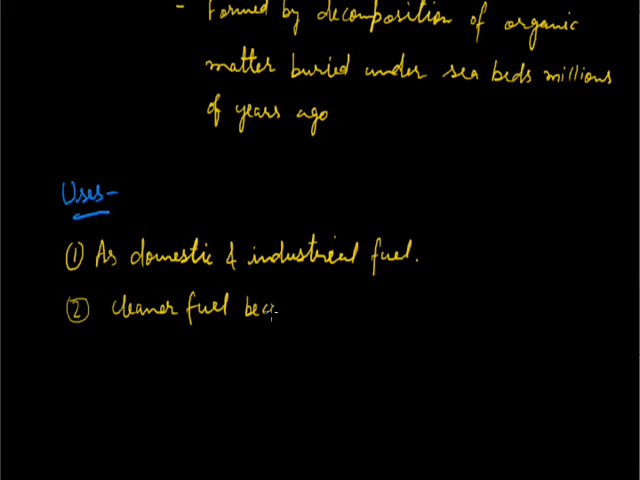 - Formed by decomposition of organic
matter buried under sea beds millions
of years ago
Uses-
① As domestic & industrial fuel.
② cleaner fuel bec